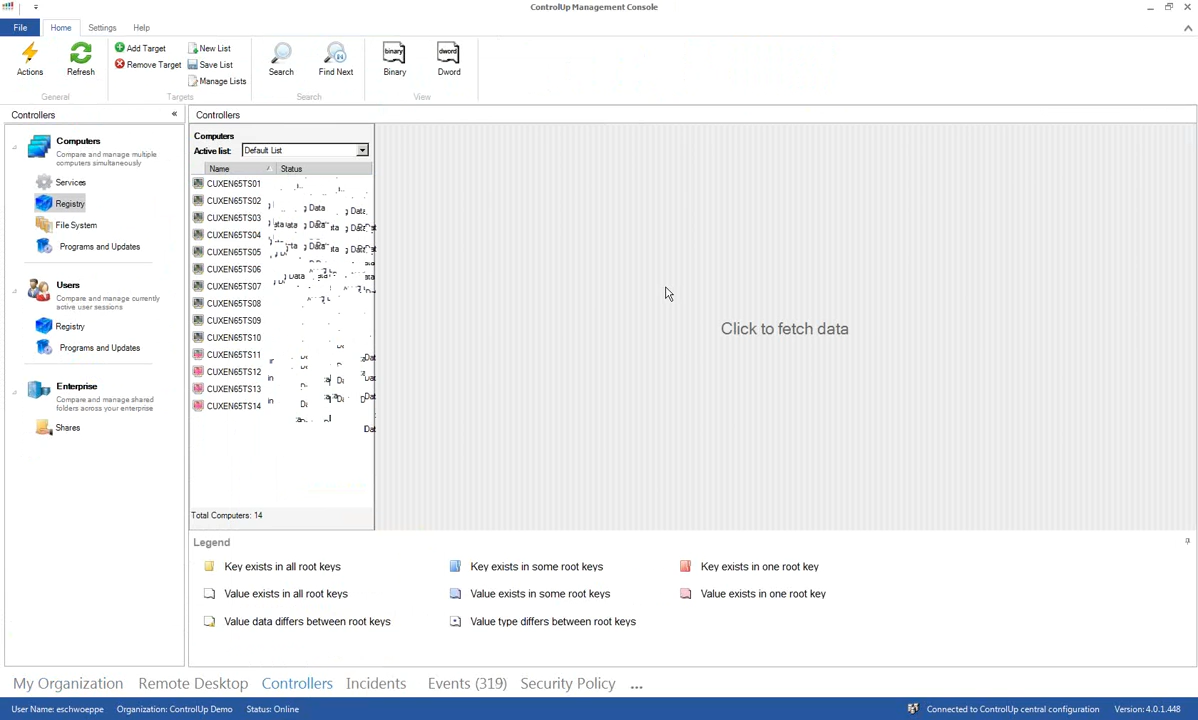 ControlUp Management Console
File Home Settings Help
Actions
Refresh
Add Target
Remove Target
New List
Save List
Manage Lists
Search
Find Next
binary
Binary
dword
Dword
General
Targets
Search
View
Controllers «
Controllers
Computers
Compare and manage multiple
computers simultaneously
Services
Registry
File System
Programs and Updates
Users
Compare and manage currently
active user sessions
Registry
Programs and Updates
Enterprise
Compare and manage shared
folders across your enterprise
Shares
Computers
Active list: Default List
Name Status
CUXEN65TS01
CUXEN65TS02
CUXEN65TS03
CUXEN65TS04
CUXEN65TS05
CUXEN65TS06
CUXEN65TS07
CUXEN65TS08
CUXEN65TS09
CUXEN65TS10
CUXEN65TS11
CUXEN65TS12
CUXEN65TS13
CUXEN65TS14
Total Computers: 14
Click to fetch data
Legend
Key exists in all root keys
Key exists in some root keys
Key exists in one root key
Value exists in all root keys
Value exists in some root keys
Value exists in one root key
Value data differs between root keys
Value type differs between root keys
My Organization Remote Desktop Controllers Incidents Events (319) Security Policy ...
User Name: eschwoeppe Organization: ControlUp Demo Status: Online Connected to ControlUp central configuration Version: 4.0.1.448